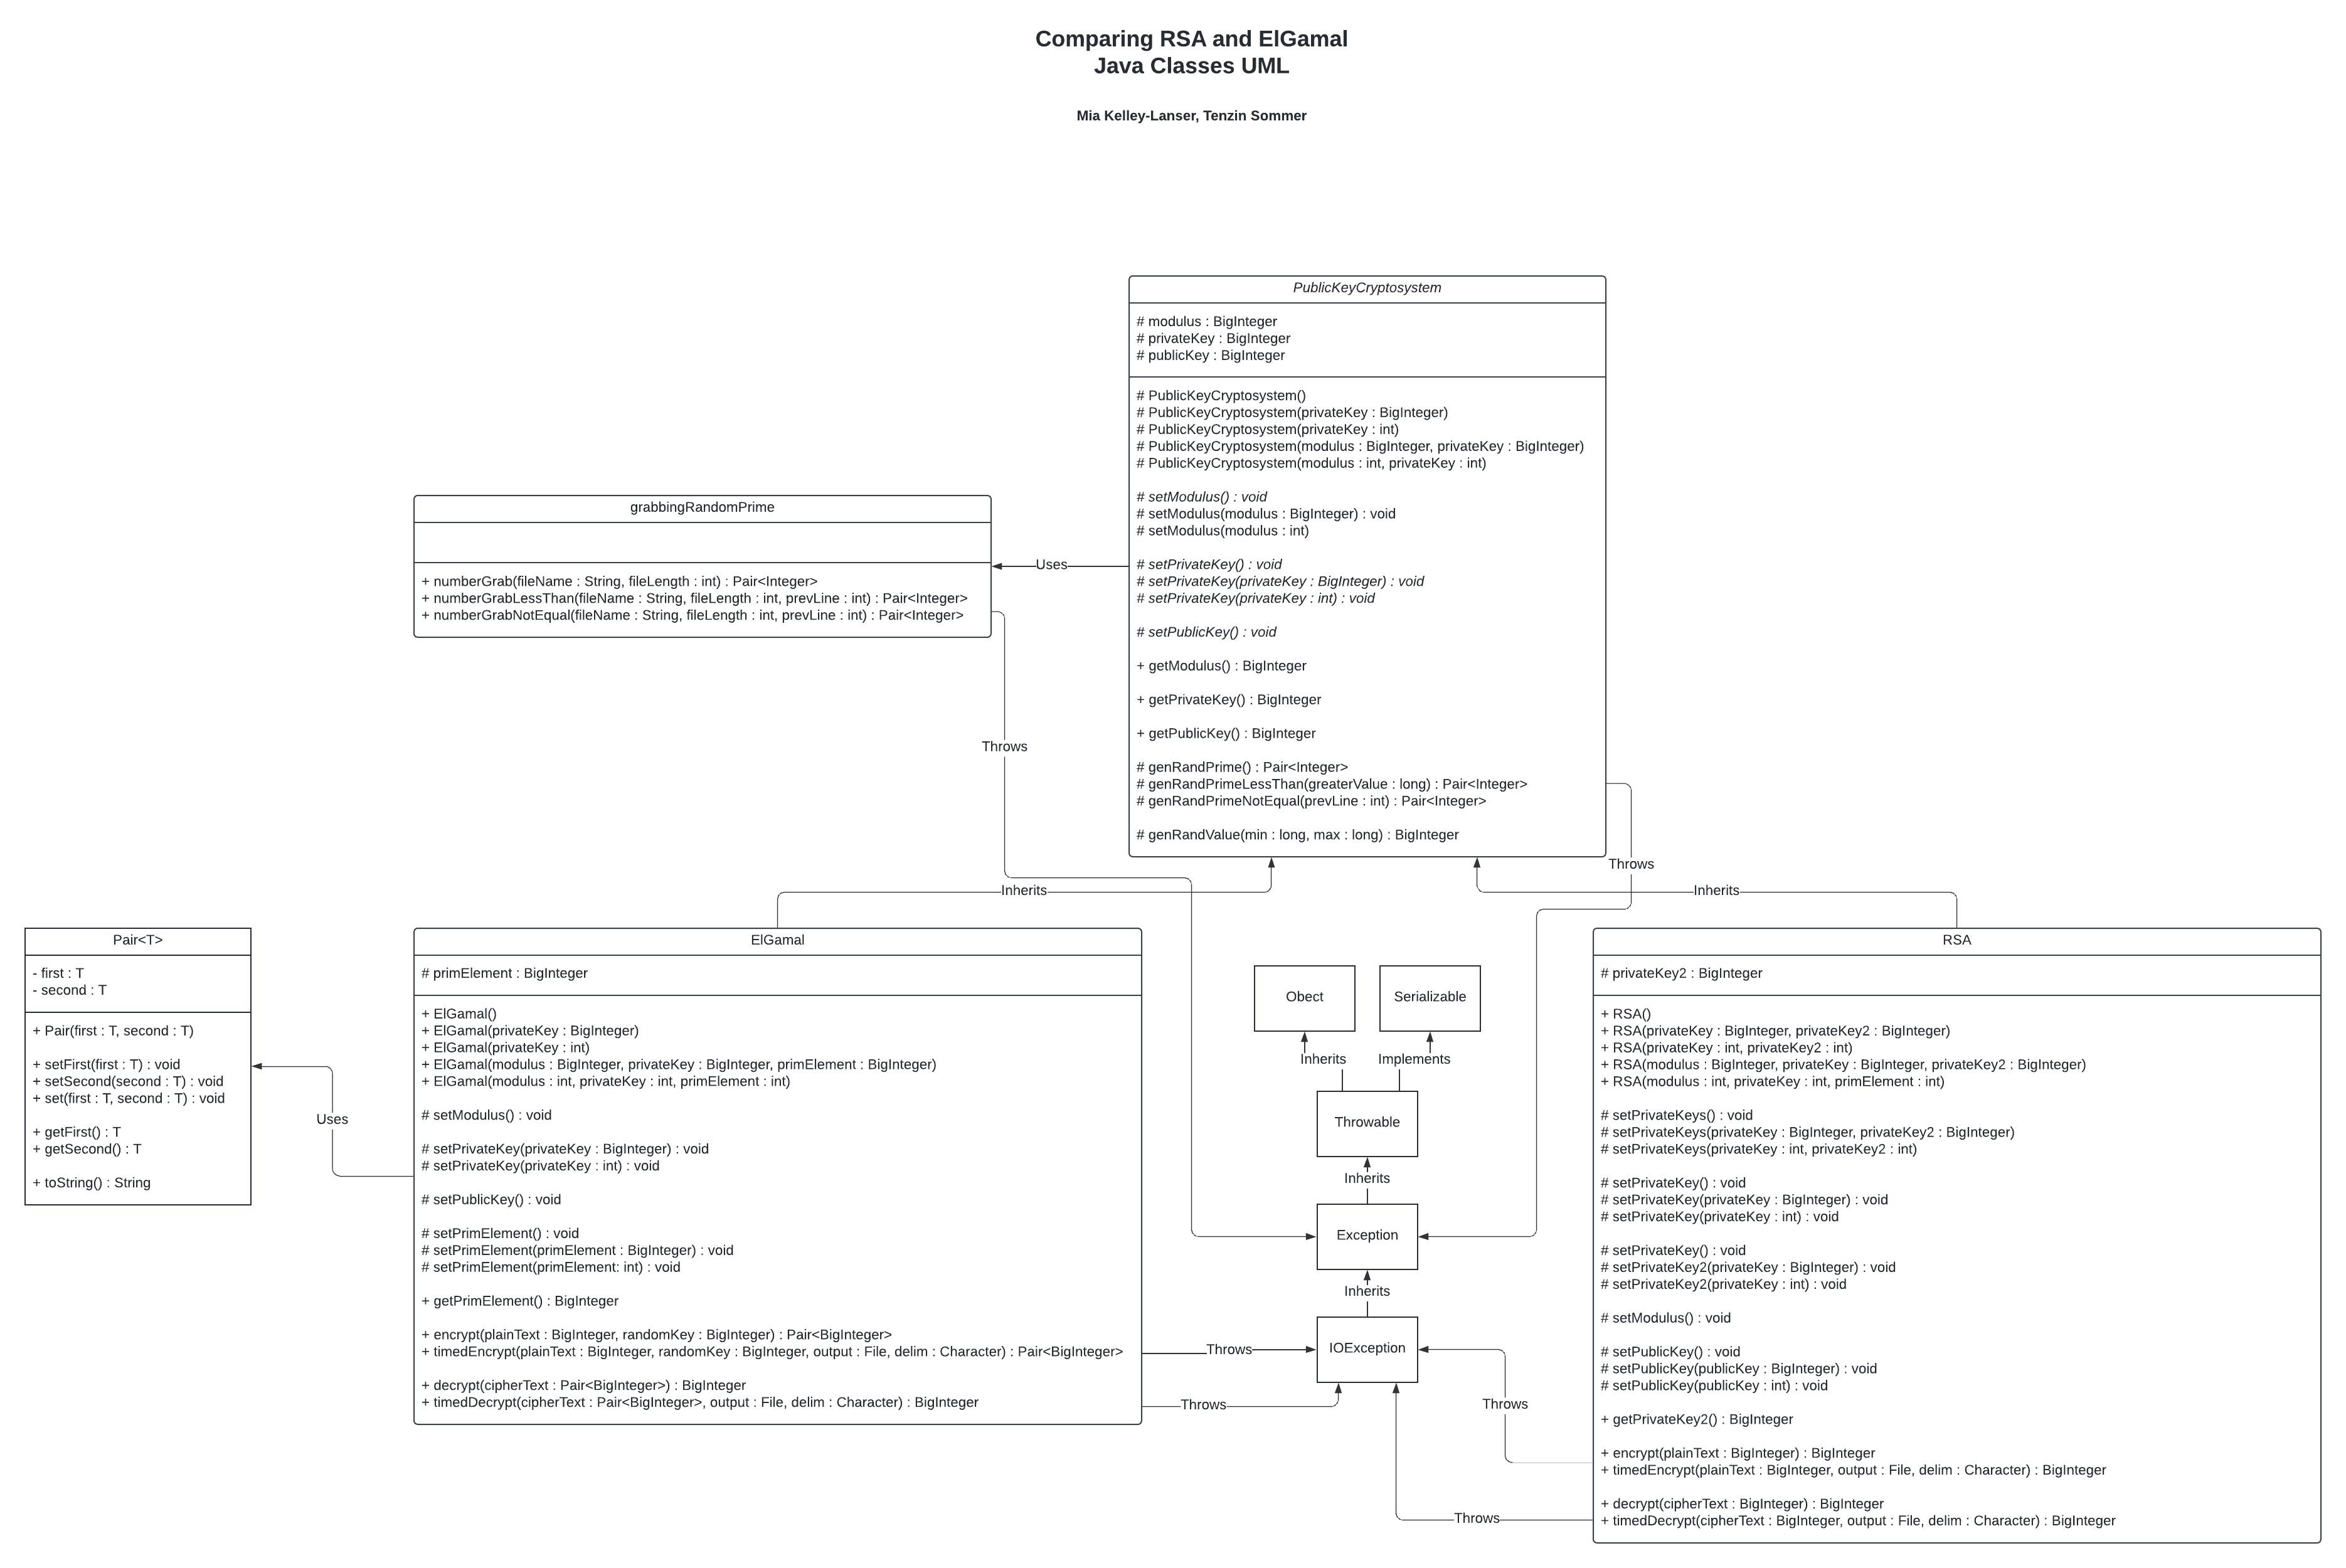 Comparing RSA and ElGamal
Java Classes UML
Mia Kelley-Lanser, Tenzin Sommer
PublicKeyCryptosystem
# modulus : BigInteger
# privateKey : BigInteger
# publicKey : BigInteger
# PublicKeyCryptosystem()
# PublicKeyCryptosystem(privateKey : BigInteger)
# PublicKeyCryptosystem(privateKey : int)
# PublicKeyCryptosystem(modulus : BigInteger, privateKey : BigInteger)
# PublicKeyCryptosystem(modulus : int, privateKey : int)
# setModulus() : void
# setModulus(modulus : BigInteger) : void
# setModulus(modulus : int)
# setPrivateKey() : void
# setPrivateKey(privateKey : BigInteger) : void
# setPrivateKey(privateKey : int) : void
# setPublicKey() : void
+ getModulus() : BigInteger
+ getPrivateKey() : BigInteger
+ getPublicKey() : BigInteger
# genRandPrime() : Pair<Integer>
# genRandPrimeLessThan(greaterValue : long) : Pair<Integer>
# genRandPrimeNotEqual(prevLine : int) : Pair<Integer>
# genRandValue(min : long, max : long) : BigInteger
grabbingRandomPrime
+ numberGrab(fileName : String, fileLength : int) : Pair<Integer>
+ numberGrabLessThan(fileName : String, fileLength : int, prevLine : int) : Pair<Integer>
+ numberGrabNotEqual(fileName : String, fileLength : int, prevLine : int) : Pair<Integer>
Uses
Throws
Throws
Inherits
Inherits
Pair<T>
- first : T
- second : T
+ Pair(first : T, second : T)
+ setFirst(first : T) : void
+ setSecond(second : T) : void
+ set(first : T, second : T) : void
+ getFirst() : T
+ getSecond() : T
+ toString() : String
Uses
ElGamal
# primElement : BigInteger
+ ElGamal()
+ ElGamal(privateKey : BigInteger)
+ ElGamal(privateKey : int)
+ ElGamal(modulus : BigInteger, privateKey : BigInteger, primElement : BigInteger)
+ ElGamal(modulus : int, privateKey : int, primElement : int)
# setModulus() : void
# setPrivateKey(privateKey : BigInteger) : void
# setPrivateKey(privateKey : int) : void
# setPublicKey() : void
# setPrimElement() : void
# setPrimElement(primElement : BigInteger) : void
# setPrimElement(primElement: int) : void
+ getPrimElement() : BigInteger
+ encrypt(plainText : BigInteger, randomKey : BigInteger) : Pair<BigInteger>
+ timedEncrypt(plainText : BigInteger, randomKey : BigInteger, output : File, delim : Character) : Pair<BigInteger>
+ decrypt(cipherText : Pair<BigInteger>) : BigInteger
+ timedDecrypt(cipherText : Pair<BigInteger>, output : File, delim : Character) : BigInteger
Obect
Serializable
Inherits
Implements
Throwable
Inherits
Exception
Inherits
IOException
Throws
Throws
Throws
Throws
RSA
# privateKey2 : BigInteger
+ RSA()
+ RSA(privateKey : BigInteger, privateKey2 : BigInteger)
+ RSA(privateKey : int, privateKey2 : int)
+ RSA(modulus : BigInteger, privateKey : BigInteger, privateKey2 : BigInteger)
+ RSA(modulus : int, privateKey : int, primElement : int)
# setPrivateKeys() : void
# setPrivateKeys(privateKey : BigInteger, privateKey2 : BigInteger)
# setPrivateKeys(privateKey : int, privateKey2 : int)
# setPrivateKey() : void
# setPrivateKey(privateKey : BigInteger) : void
# setPrivateKey(privateKey : int) : void
# setPrivateKey() : void
# setPrivateKey2(privateKey : BigInteger) : void
# setPrivateKey2(privateKey : int) : void
# setModulus() : void
# setPublicKey() : void
# setPublicKey(publicKey : BigInteger) : void
# setPublicKey(publicKey : int) : void
+ getPrivateKey2() : BigInteger
+ encrypt(plainText : BigInteger) : BigInteger
+ timedEncrypt(plainText : BigInteger, output : File, delim : Character) : BigInteger
+ decrypt(cipherText : BigInteger) : BigInteger
+ timedDecrypt(cipherText : BigInteger, output : File, delim : Character) : BigInteger